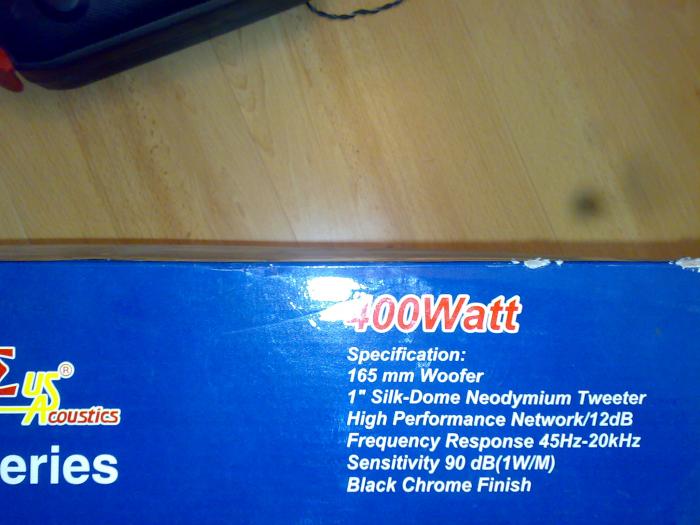 400Watt
Specification:
165 mm Woofer
1" Silk-Dome Neodymium Tweeter
High Performance Network/12dB
Frequency Response 45Hz-20kHz
Sensitivity 90 dB(1W/M)
Black Chrome Finish
Σus®
Acoustics
eries